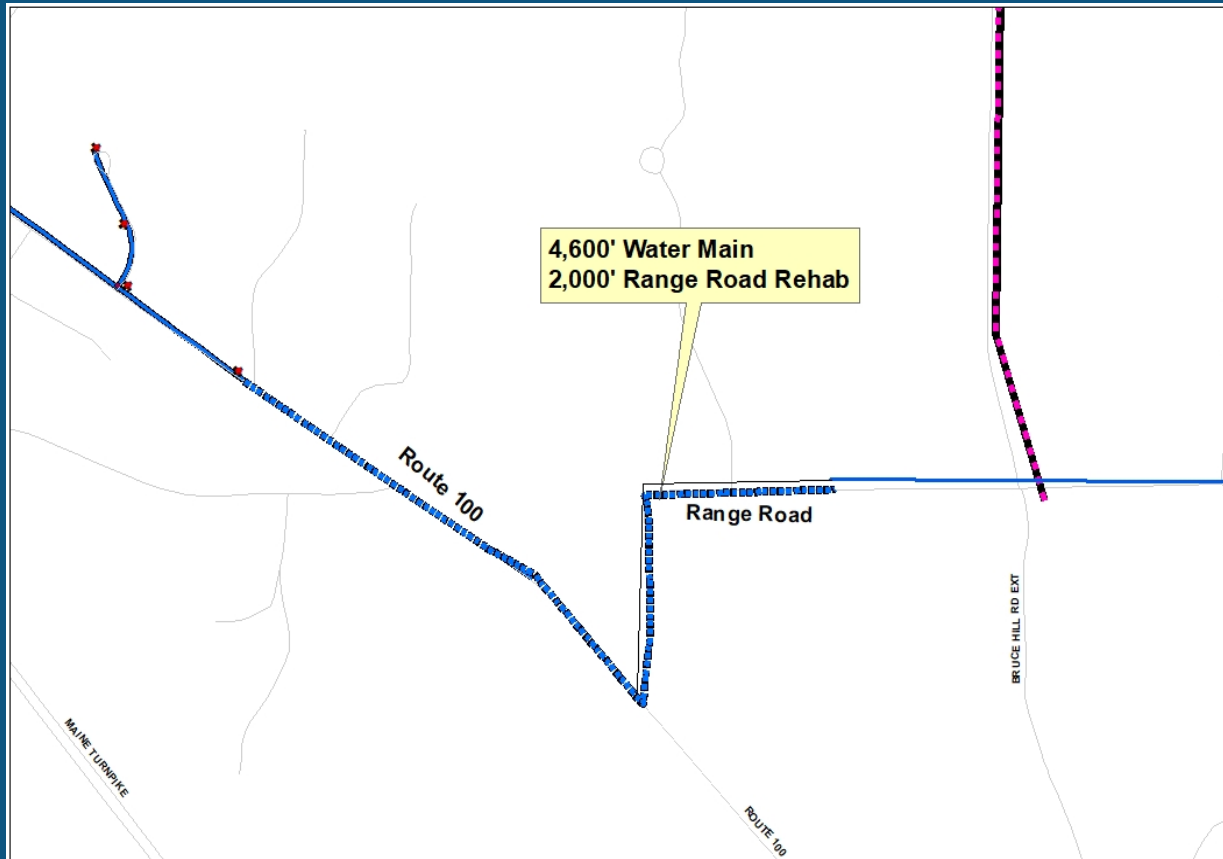 4,600' Water Main
2,000' Range Road Rehab
Route 100
Range Road
BRUCE HILL RD EXT
MAINE TURNPIKE
ROUTE 100